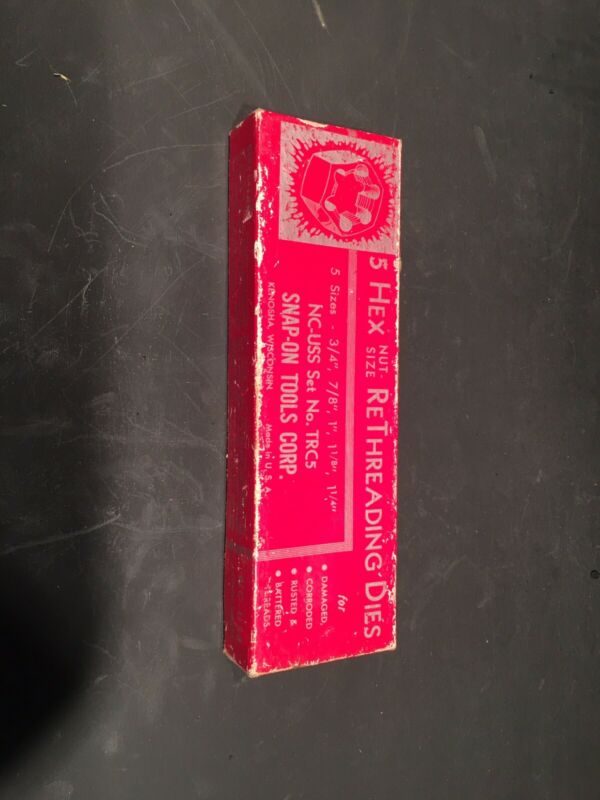 5 HEX NUT SIZE RETHREADING DIES
5 Sizes - 3/4", 7/8", 1", 1 1/8", 1 1/4"
NC-USS Set No. TRC5
SNAP-ON TOOLS CORP.
KENOSHA, WISCONSIN Made in U. S. A.
for
● DAMAGED,
● CORRODED
● RUSTED &
● BATTERED
THREADS.